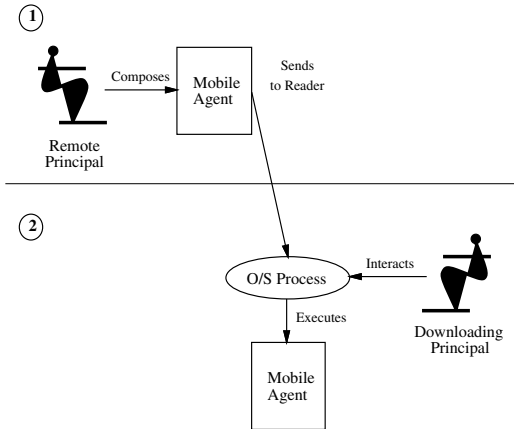 1
Composes
Mobile
Agent
Sends
to Reader
Remote
Principal
2
O/S Process
Interacts
Executes
Downloading
Principal
Mobile
Agent